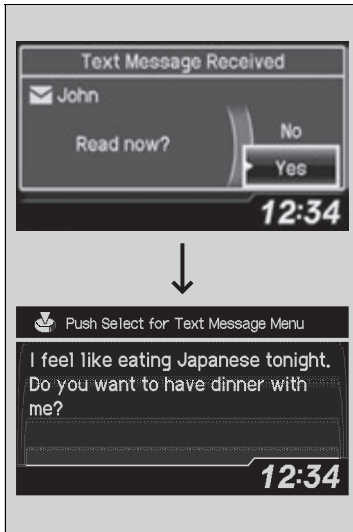 Text Message Received
John
Read now?
No
Yes
12:34
Push Select for Text Message Menu
I feel like eating Japanese tonight.
Do you want to have dinner with
me?
12:34